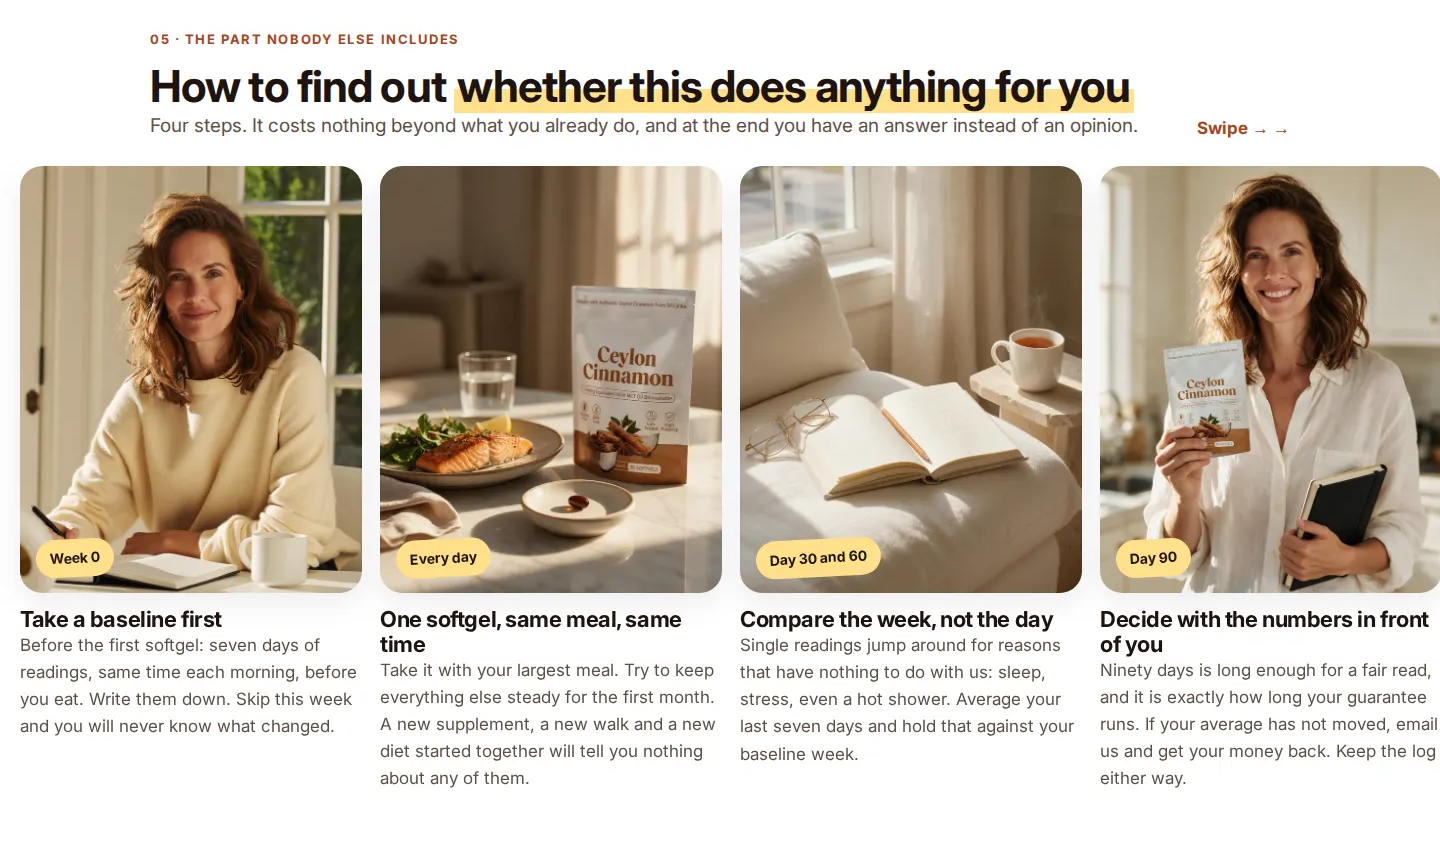 05 · THE PART NOBODY ELSE INCLUDES
How to find out whether this does anything for you
Four steps. It costs nothing beyond what you already do, and at the end you have an answer instead of an opinion.
Swipe → →
Ceylon
Cinnamon
Ceylon
Cinnamon
Week 0
Every day
Day 30 and 60
Day 90
Take a baseline first
Before the first softgel: seven days of
readings, same time each morning, before
you eat. Write them down. Skip this week
and you will never know what changed.
One softgel, same meal, same
time
Take it with your largest meal. Try to keep
everything else steady for the first month.
A new supplement, a new walk and a new
diet started together will tell you nothing
about any of them.
Compare the week, not the day
Single readings jump around for reasons
that have nothing to do with us: sleep,
stress, even a hot shower. Average your
last seven days and hold that against your
baseline week.
Decide with the numbers in front
of you
Ninety days is long enough for a fair read,
and it is exactly how long your guarantee
runs. If your average has not moved, email
us and get your money back. Keep the log
either way.